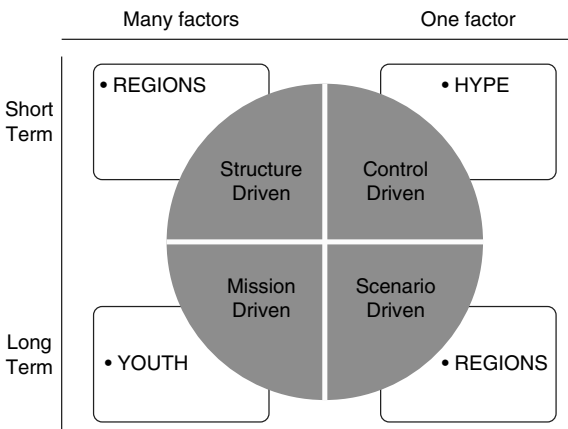 Many factors
One factor
Short
Term
• REGIONS
• HYPE
Structure
Driven
Control
Driven
Mission
Driven
Scenario
Driven
Long
Term
• YOUTH
• REGIONS